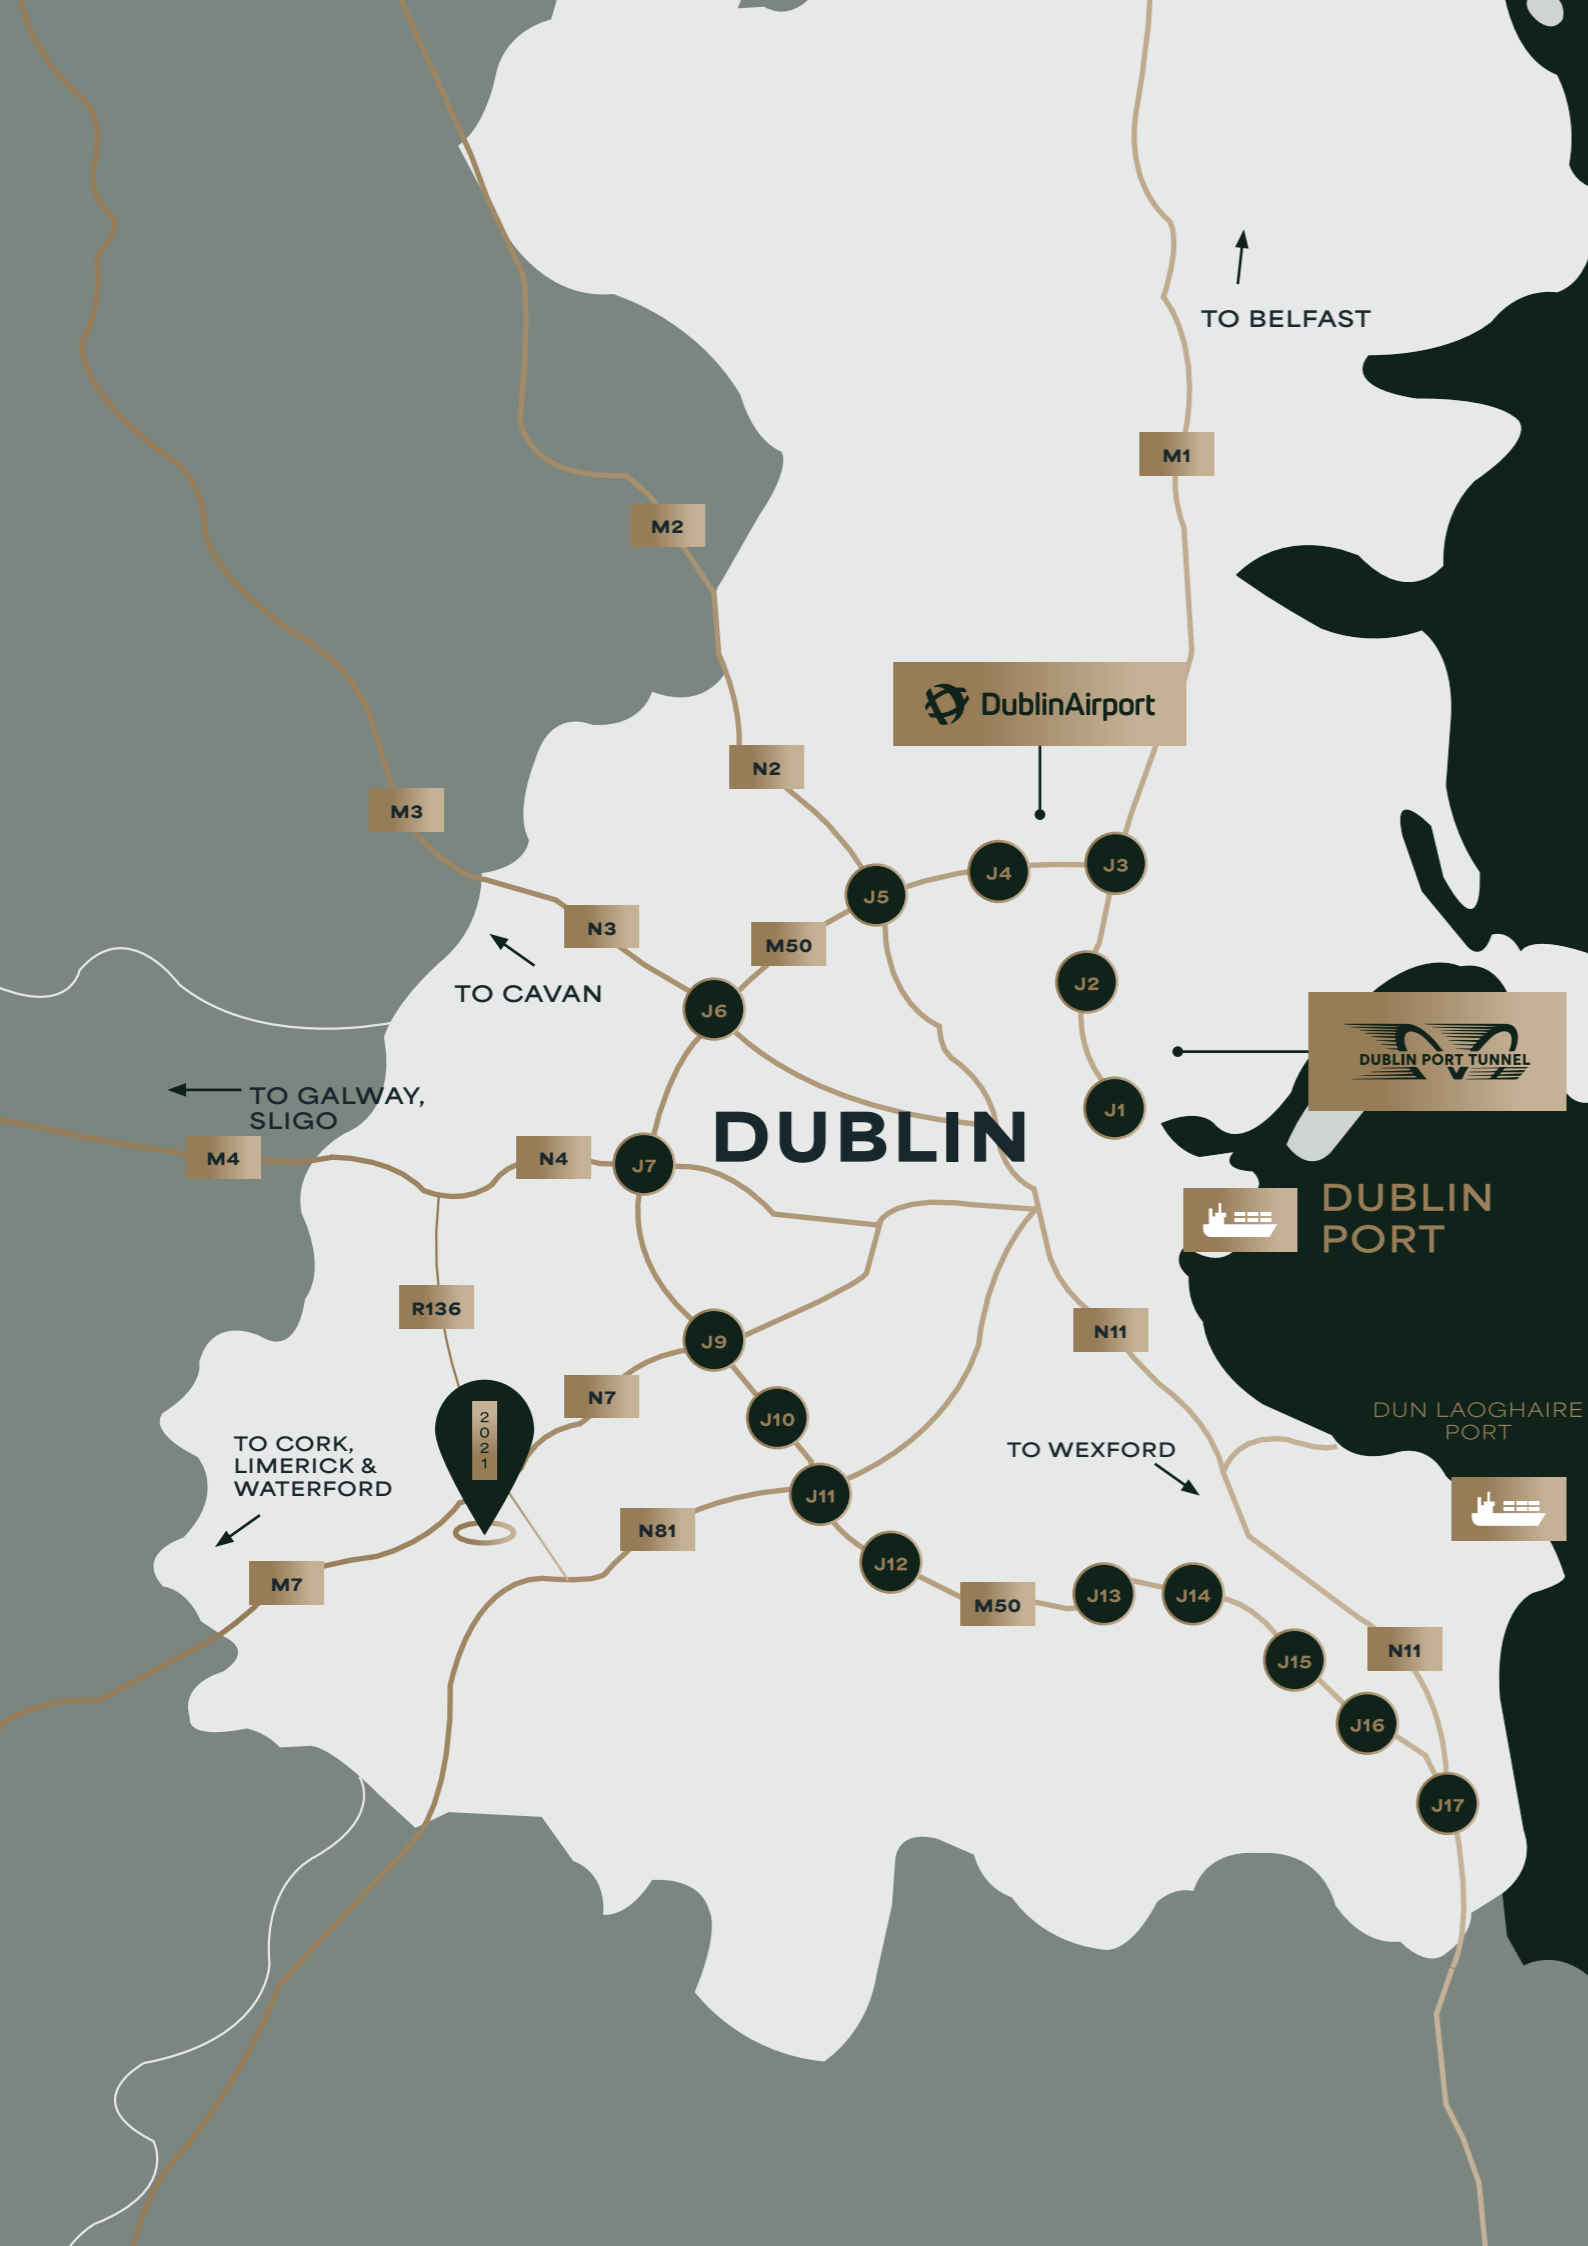 TO BELFAST
M1
M2
DublinAirport
N2
M3
J3
J4
J5
N3
M50
J2
TO CAVAN
J6
DUBLIN PORT TUNNEL
TO GALWAY,
SLIGO
J1
DUBLIN
M4
N4
J7
DUBLIN
PORT
R136
N11
J9
N7
DUN LAOGHAIRE
PORT
J10
2
0
2
1
TO CORK,
LIMERICK &
WATERFORD
TO WEXFORD
J11
N81
J12
M7
M50
J13
J14
J15
N11
J16
J17